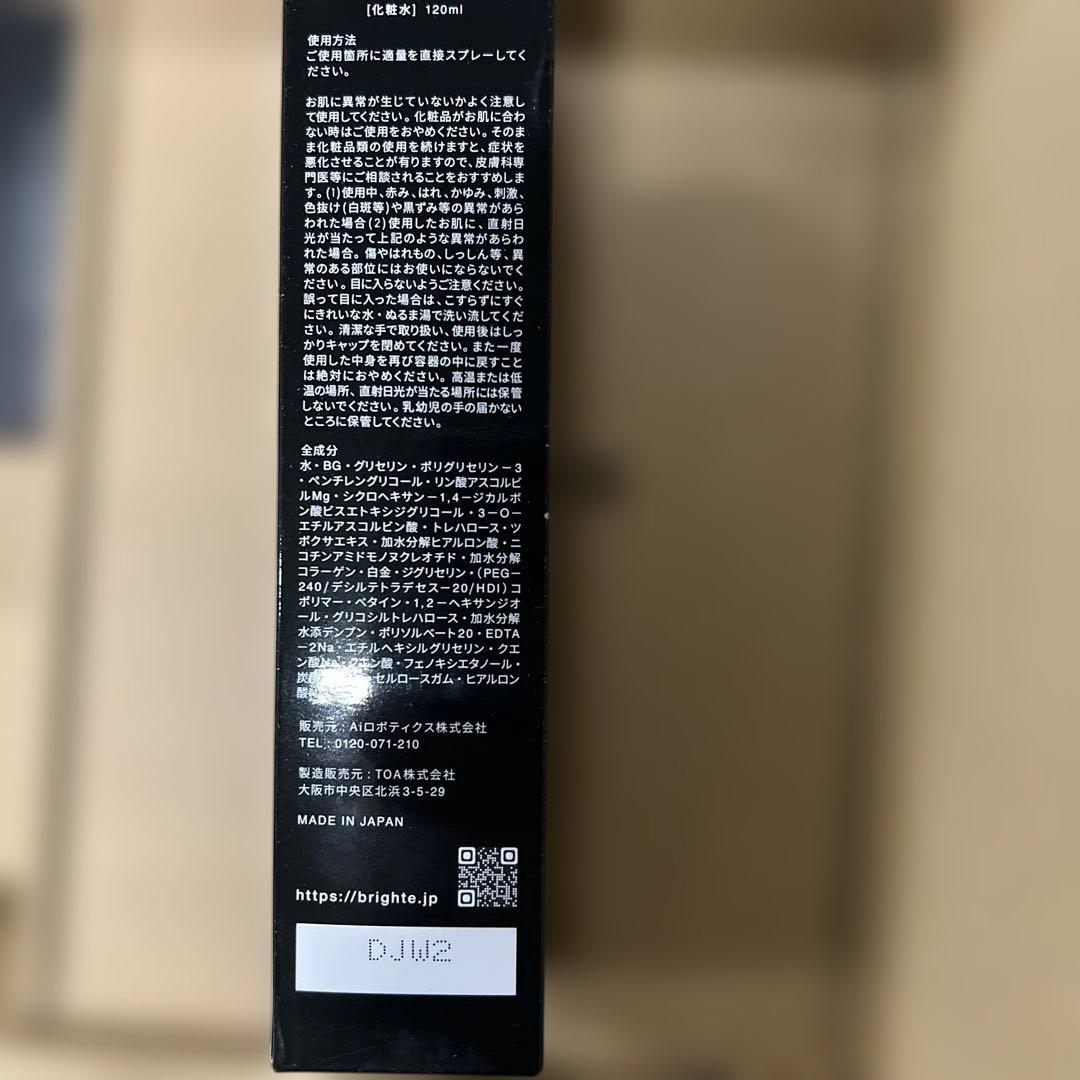 [化粧水] 120ml
使用方法
ご使用箇所に適量を直接スプレーしてく
ださい。
お肌に異常が生じていないかよく注意し
て使用してください。化粧品がお肌に合わ
ない時はご使用をおやめください。そのま
ま化粧品類の使用を続けますと、症状を
悪化させることが有りますので、皮膚科専
門医等にご相談されることをおすすめしま
す。(1)使用中、赤み、はれ、かゆみ、刺激、
色抜け(白斑等)や黒ずみ等の異常があら
われた場合(2)使用したお肌に、直射日
光が当たって上記のような異常があらわ
れた場合。傷やはれもの、しっしん等、異
常のある部位にはお使いにならないでく
ださい。目に入らないようご注意ください。
誤って目に入った場合は、こすらずにすぐ
にきれいな水・ぬるま湯で洗い流してくだ
さい。清潔な手で取り扱い、使用後はしっ
かりキャップを閉めてください。また一度
使用した中身を再び容器の中に戻すこと
は絶対におやめください。高温または低
温の場所、直射日光が当たる場所には保管
しないでください。乳幼児の手の届かない
ところに保管してください。
全成分
水・BG・グリセリン・ポリグリセリン－3
・ペンチレングリコール・リン酸アスコルビ
ルMg・シクロヘキサン－1,4－ジカルボ
ン酸ビスエトキシジグリコール・3－O－
エチルアスコルビン酸・トレハロース・ツ
ボクサエキス・加水分解ヒアルロン酸・ニ
コチンアミドモノヌクレオチド・加水分解
コラーゲン・白金・ジグリセリン・(PEG－
240/デシルテトラデセス－20/HDI)コ
ポリマー・ベタイン・1,2－ヘキサンジオ
ール・グリコシルトレハロース・加水分解
水添デンプン・ポリソルベート20・EDTA
－2Na・エチルヘキシルグリセリン・クエ
ン酸Na・クエン酸・フェノキシエタノール・
炭 セルロースガム・ヒアルロン
酸
販売元：Aiロボティクス株式会社
TEL：0120-071-210
製造販売元：TOA株式会社
大阪市中央区北浜3-5-29
MADE IN JAPAN
https://brighte.jp
DJW2